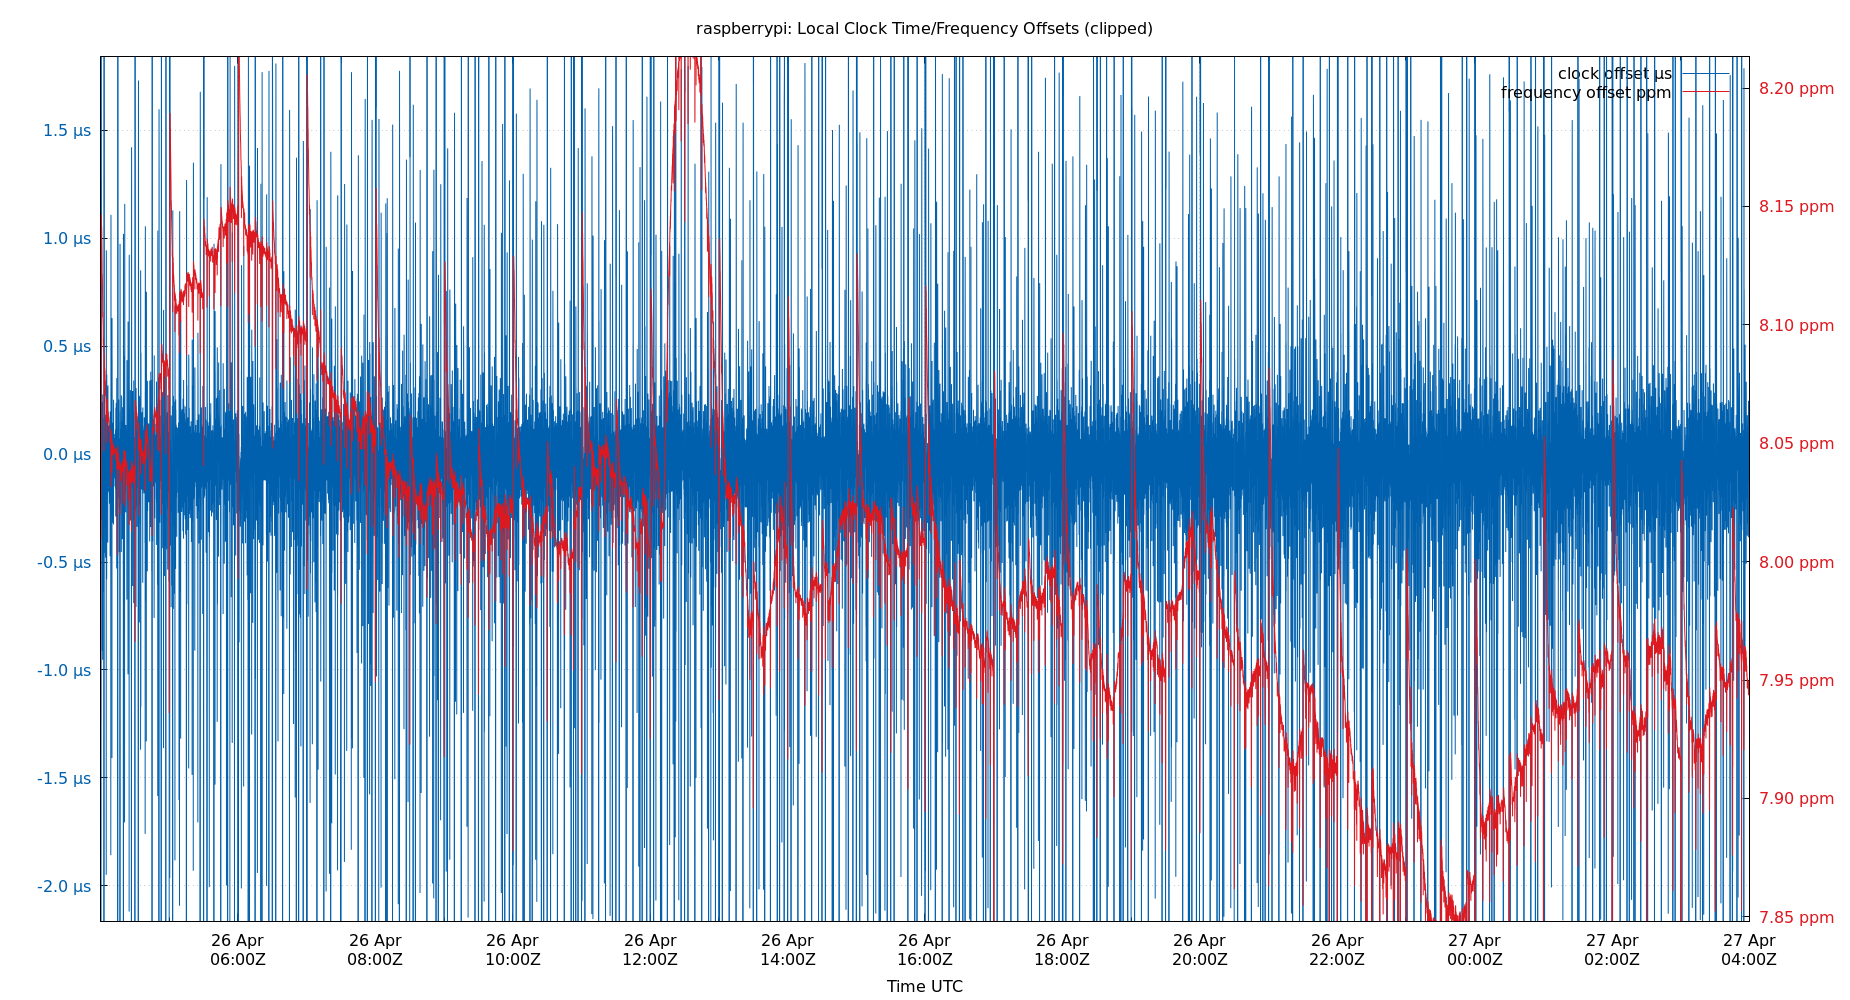 raspberrypi: Local Clock Time/Frequency Offsets (clipped)
clock offset µs
frequency offset ppm
1.5 µs
1.0 µs
0.5 µs
0.0 µs
-0.5 µs
-1.0 µs
-1.5 µs
-2.0 µs
8.20 ppm
8.15 ppm
8.10 ppm
8.05 ppm
8.00 ppm
7.95 ppm
7.90 ppm
7.85 ppm
26 Apr 26 Apr 26 Apr 26 Apr 26 Apr 26 Apr 26 Apr 26 Apr 26 Apr 27 Apr 27 Apr 27 Apr
06:00Z 08:00Z 10:00Z 12:00Z 14:00Z 16:00Z 18:00Z 20:00Z 22:00Z 00:00Z 02:00Z 04:00Z
Time UTC